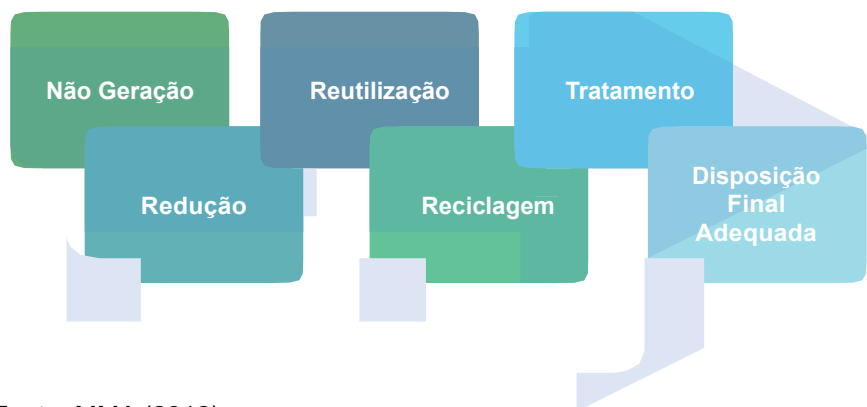 Não Geração
Redução
Reutilização
Reciclagem
Tratamento
Disposição
Final
Adequada